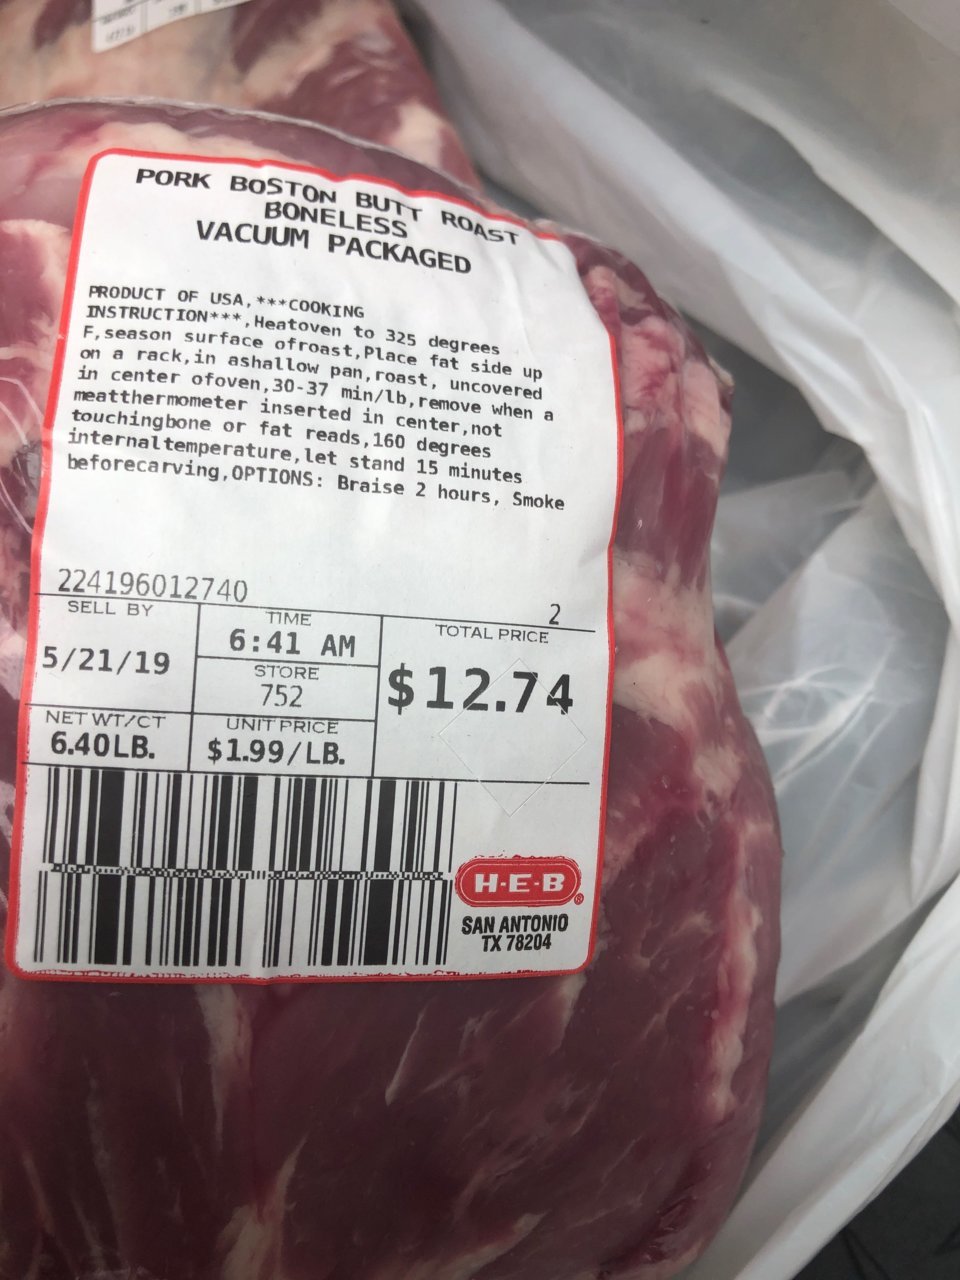 PORK BOSTON BUTT ROAST
BONELESS
VACUUM PACKAGED
PRODUCT OF USA,***COOKING
INSTRUCTION***,Heatoven to 325 degrees
F,season surface ofroast,Place fat side up
on a rack,in ashallow pan,roast, uncovered
in center ofoven,30-37 min/lb,remove when a
meatthermometer inserted in center,not
touchingbone or fat reads,160 degrees
internaltemperature,let stand 15 minutes
beforecarving,OPTIONS: Braise 2 hours, Smoke
224196012740
2
SELL BY
5/21/19
TIME
6:41 AM
STORE
752
TOTAL PRICE
$12.74
NET WT/CT
6.40LB.
UNIT PRICE
$1.99/LB.
H-E-B®
SAN ANTONIO
TX 78204